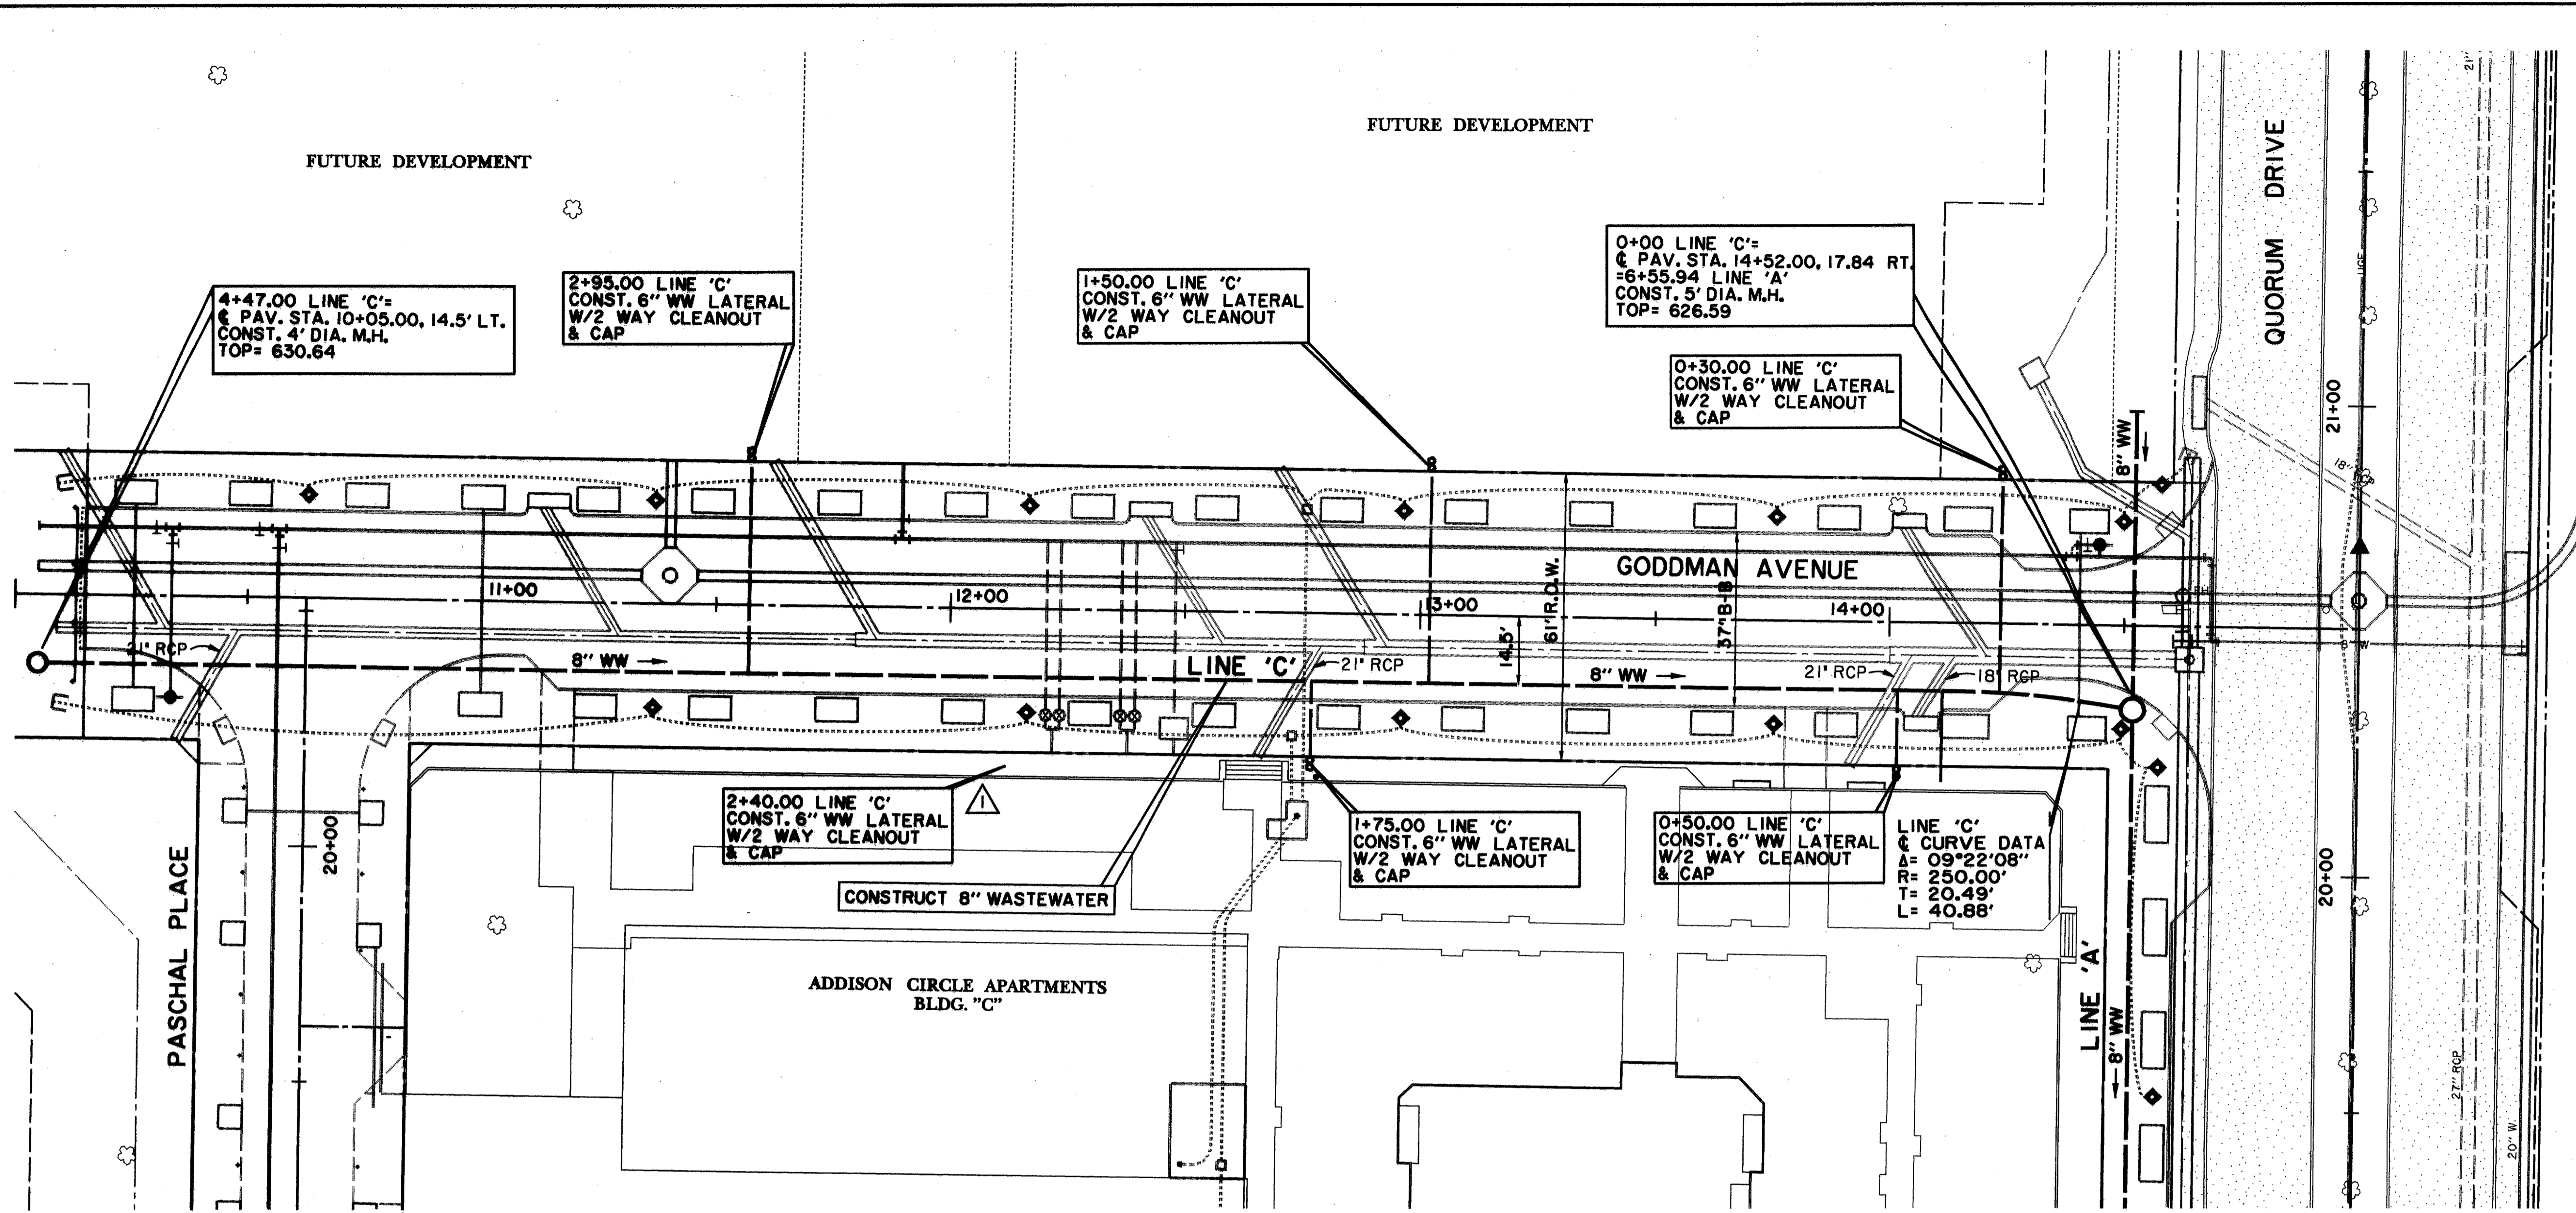 FUTURE DEVELOPMENT
FUTURE DEVELOPMENT
QUORUM DRIVE
21"
4+47.00 LINE 'C'=
℄ PAV. STA. 10+05.00, 14.5' LT.
CONST. 4' DIA. M.H.
TOP= 630.64
2+95.00 LINE 'C'
CONST. 6" WW LATERAL
W/2 WAY CLEANOUT
& CAP
1+50.00 LINE 'C'
CONST. 6" WW LATERAL
W/2 WAY CLEANOUT
& CAP
0+00 LINE 'C'=
℄ PAV. STA. 14+52.00, 17.84 RT.
=6+55.94 LINE 'A'
CONST. 5' DIA. M.H.
TOP= 626.59
0+30.00 LINE 'C'
CONST. 6" WW LATERAL
W/2 WAY CLEANOUT
& CAP
21+00
8" WW
18"
GODDMAN AVENUE
11+00
12+00
13+00
14+00
14.5'
61' R.O.W.
37' B-B
21" RCP
8" WW
LINE 'C'
21" RCP
8" WW
21" RCP
18" RCP
2+40.00 LINE 'C'
CONST. 6" WW LATERAL
W/2 WAY CLEANOUT
& CAP
1
1+75.00 LINE 'C'
CONST. 6" WW LATERAL
W/2 WAY CLEANOUT
& CAP
0+50.00 LINE 'C'
CONST. 6" WW LATERAL
W/2 WAY CLEANOUT
& CAP
LINE 'C'
℄ CURVE DATA
Δ= 09°22'08"
R= 250.00'
T= 20.49'
L= 40.88'
CONSTRUCT 8" WASTEWATER
20+00
20+00
PASCHAL PLACE
ADDISON CIRCLE APARTMENTS
BLDG. "C"
LINE 'A'
8" WW
27" RCP
20" W.